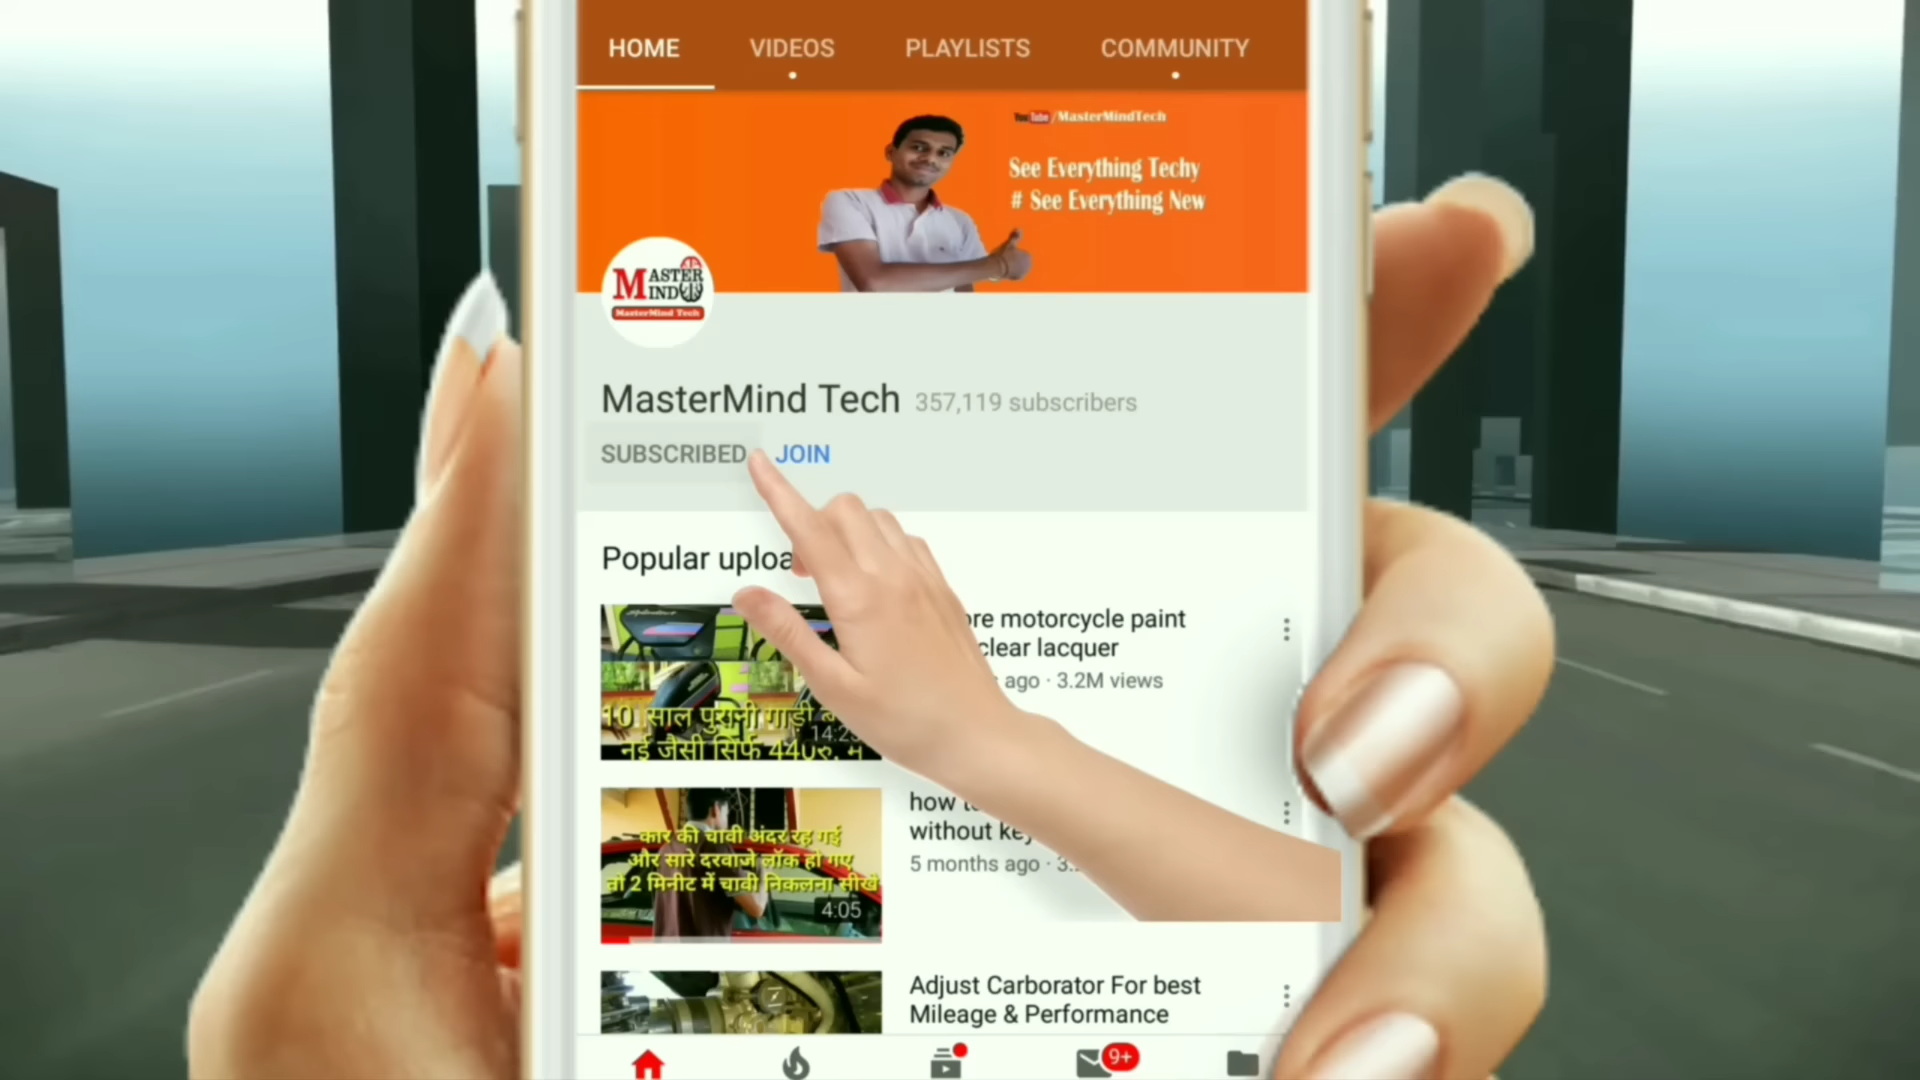 HOME VIDEOS PLAYLISTS COMMUNITY
YouTube /MasterMindTech
See Everything Techy
# See Everything New
MASTER
MIND
MasterMind Tech
MasterMind Tech 357,119 subscribers
SUBSCRIBED JOIN
Popular
motorcycle paint
clear lacquer
ago · 3.2M views
10 साल पुरानी गाड़ी
नई जैसी सिर्फ 440रु. में
how
without
5 months ago
कार की चावी अंदर रह गई
और सारे दरवाजे लॉक हो गए
तो 2 मिनीट में चावी निकलना सीखे
4:05
Adjust Carborator For best
Mileage & Performance
9+